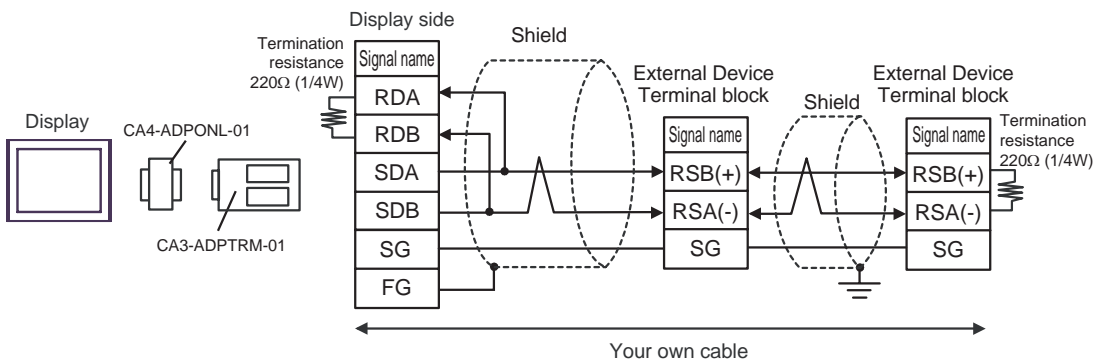 Display
CA4-ADPONL-01
CA3-ADPTRM-01
Display side
Termination
resistance
220Ω (1/4W)
Signal name
RDA
RDB
SDA
SDB
SG
FG
Shield
External Device
Terminal block
Signal name
RSB(+)
RSA(-)
SG
Shield
External Device
Terminal block
Signal name
RSB(+)
RSA(-)
SG
Termination
resistance
220Ω (1/4W)
Your own cable